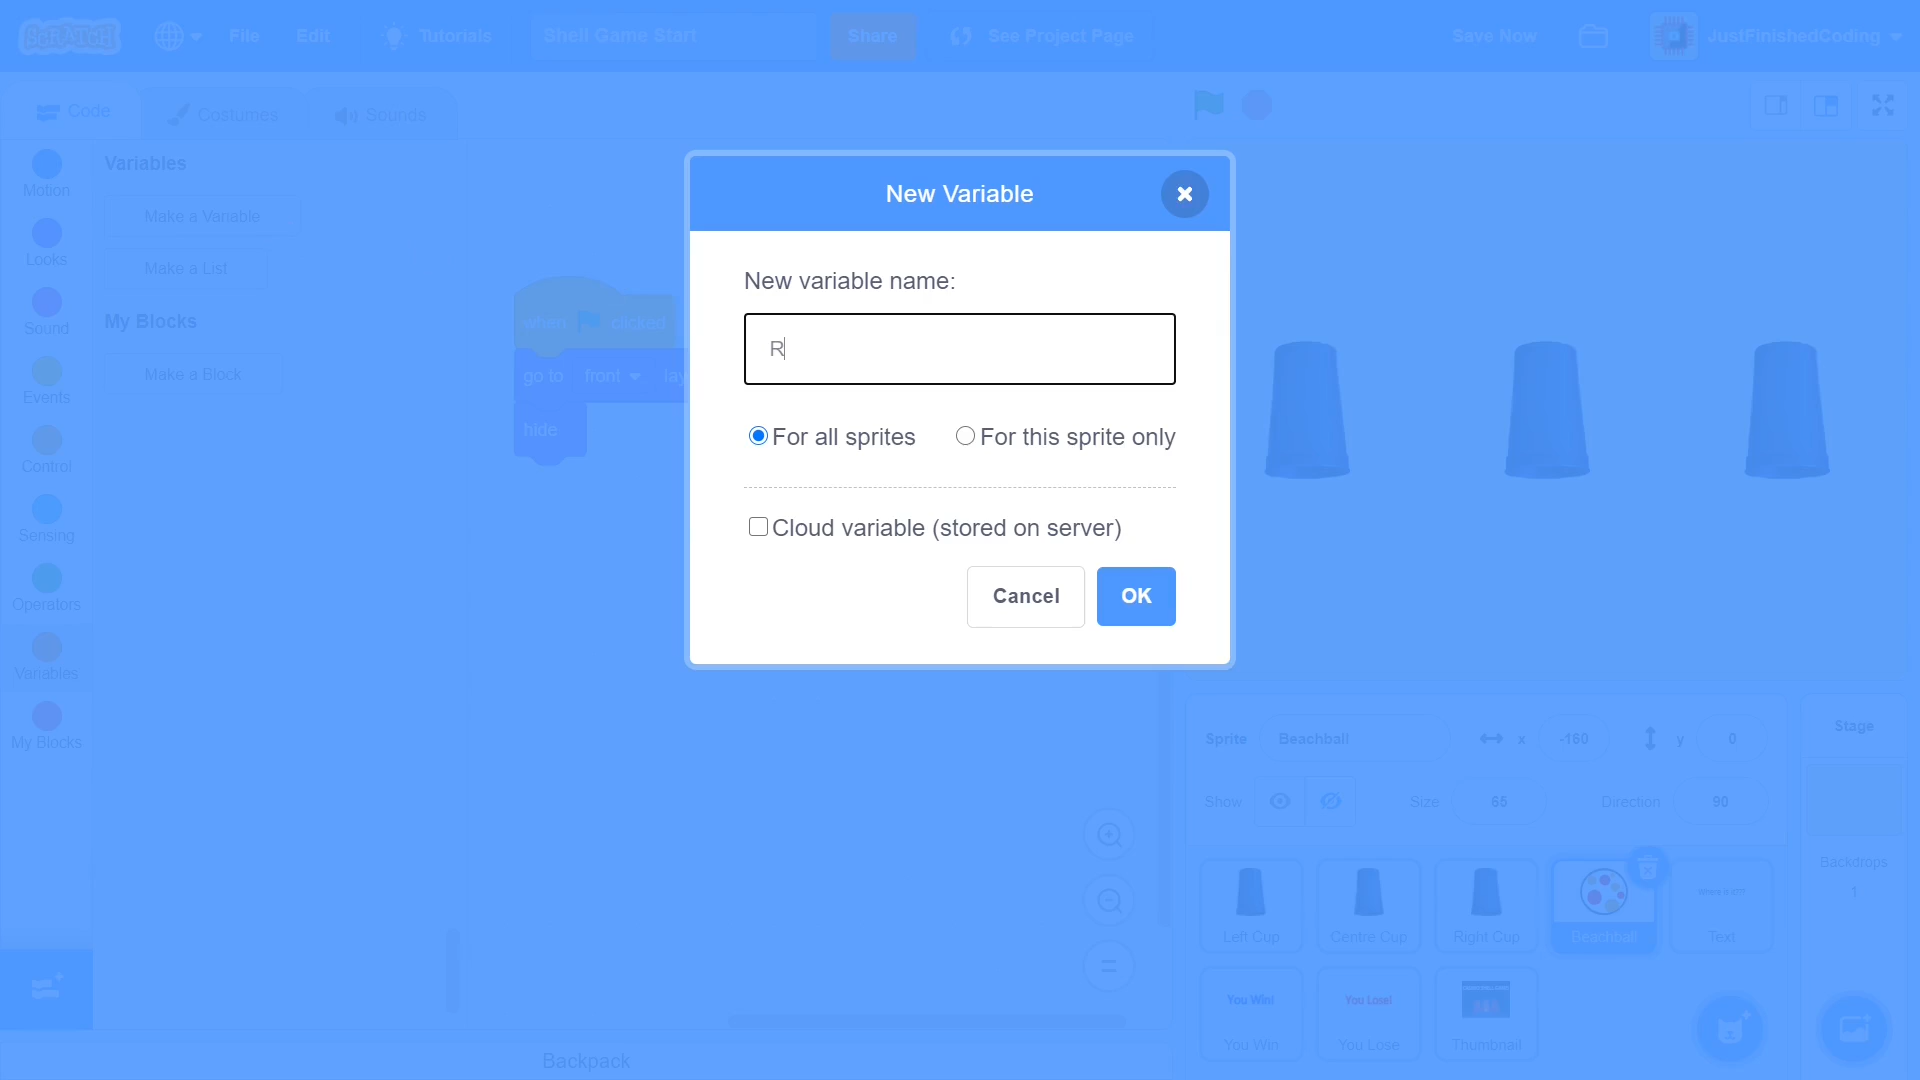 SCRATCH
File
Edit
Tutorials
Shell Game Start
Share
See Project Page
Save Now
JustFinishedCoding
Code
Costumes
Sounds
Variables
Motion
Make a Variable
Looks
Make a List
Sound
My Blocks
Events
Make a Block
Control
Sensing
Operators
Variables
My Blocks
when clicked
go to front lay
hide
New Variable
New variable name:
R
For all sprites
For this sprite only
Cloud variable (stored on server)
Cancel
OK
Sprite Beachball x -160 y 0
Show Size 65 Direction 90
Stage
Backdrops
1
Left Cup
Centre Cup
Right Cup
Beachball
Text
You Win!
You Win
You Lose!
You Lose
Thumbnail
Backpack